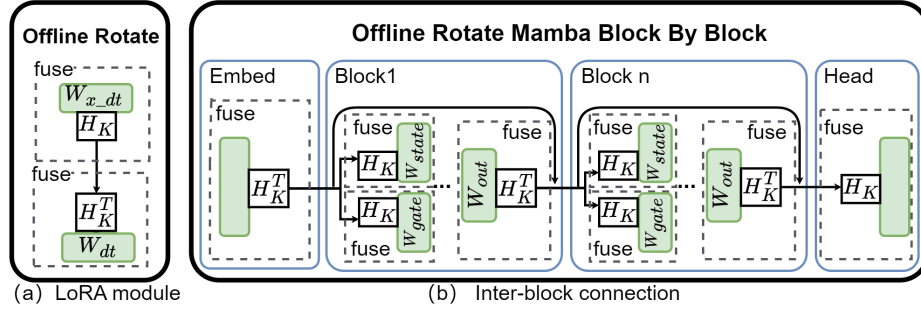 Offline Rotate
fuse
W_{x_dt}
H_K
fuse
H_K^T
W_{dt}
(a) LoRA module
Offline Rotate Mamba Block By Block
Embed
fuse
H_K^T
Block1
fuse
H_K
W_{state}
H_K
W_{gate}
fuse
...
fuse
W_{out}
H_K^T
Block n
fuse
H_K
W_{state}
H_K
W_{gate}
fuse
...
fuse
W_{out}
H_K^T
Head
fuse
H_K
(b) Inter-block connection